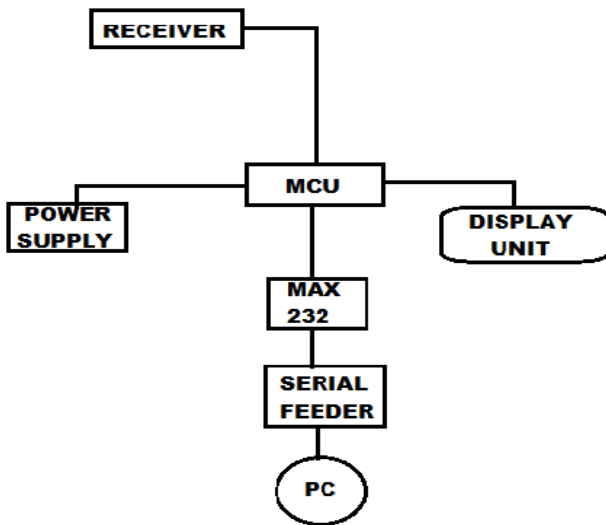 RECEIVER
MCU
POWER
SUPPLY
DISPLAY
UNIT
MAX
232
SERIAL
FEEDER
PC